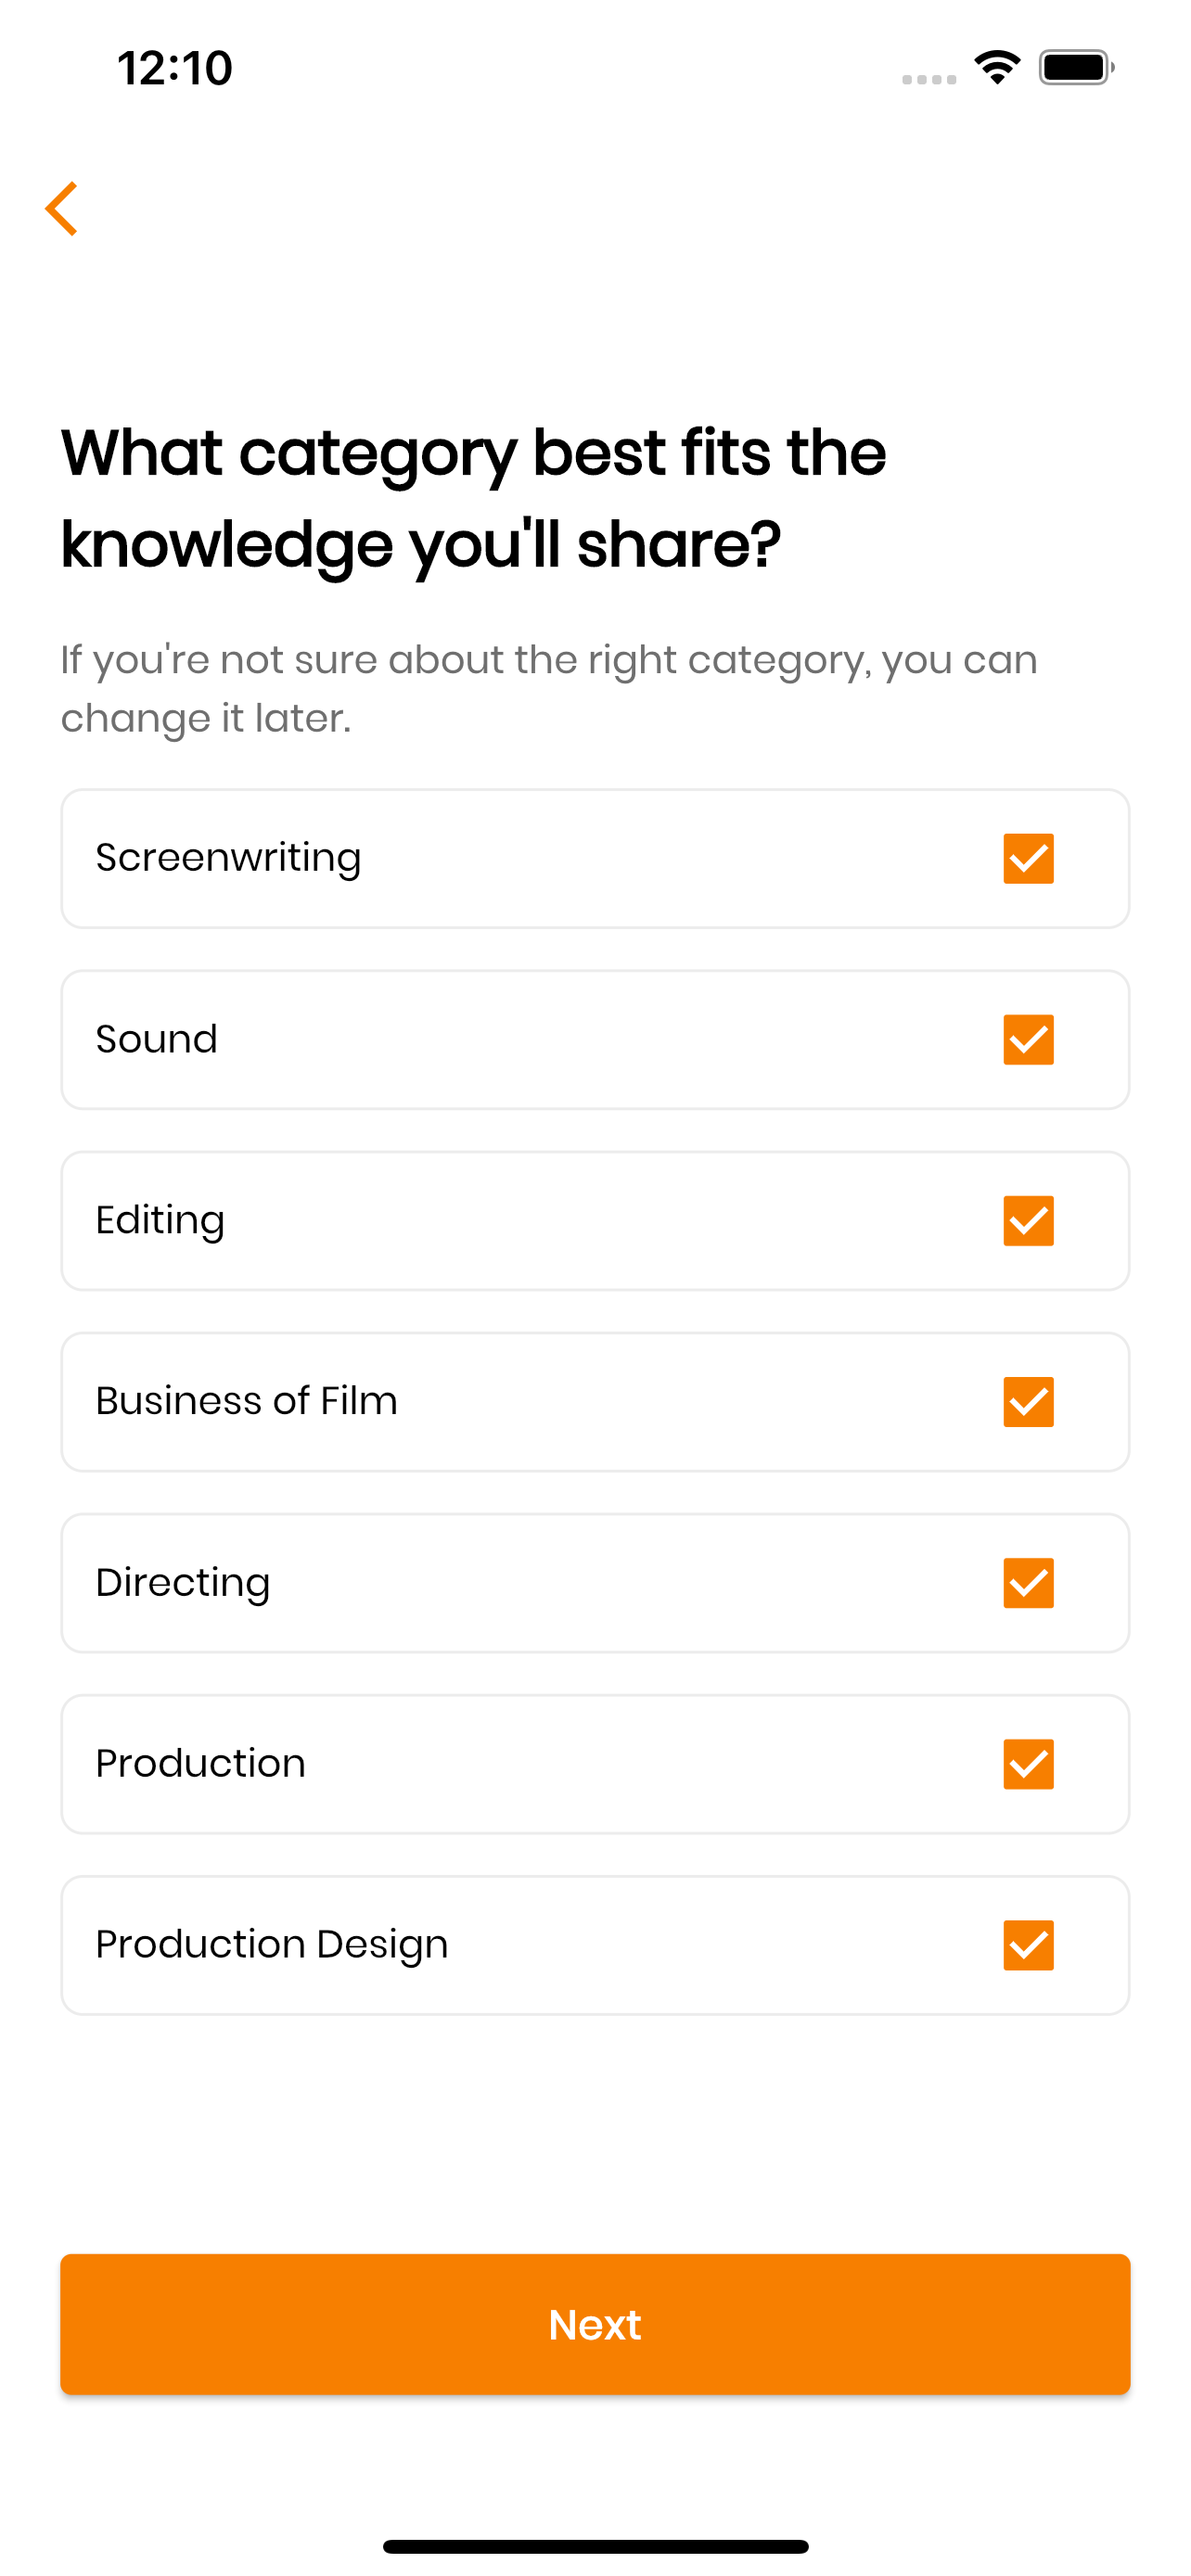 12:10
What category best fits the
knowledge you'll share?
If you're not sure about the right category, you can
change it later.
Screenwriting
Sound
Editing
Business of Film
Directing
Production
Production Design
Next